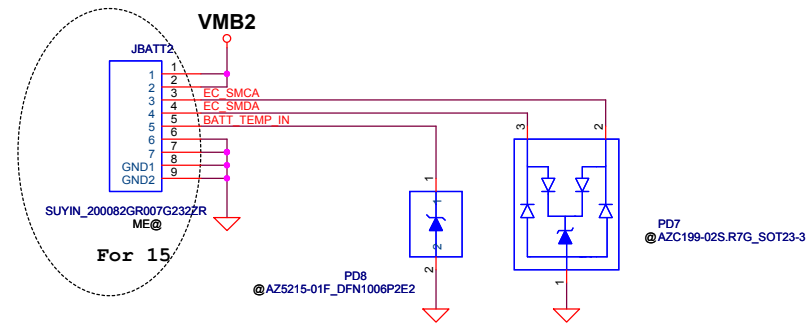 VMB2
JBATT2
1 1
2 2
3 3 EC_SMCA
4 4 EC_SMDA
5 5 BATT_TEMP_IN
6 6
7 7
GND1 8
GND2 9
3 2
1
1
2
2
1
SUYIN_200082GR007G232ZR
ME@
For 15
PD8
@AZ5215-01F_DFN1006P2E2
PD7
@AZC199-02S.R7G_SOT23-3